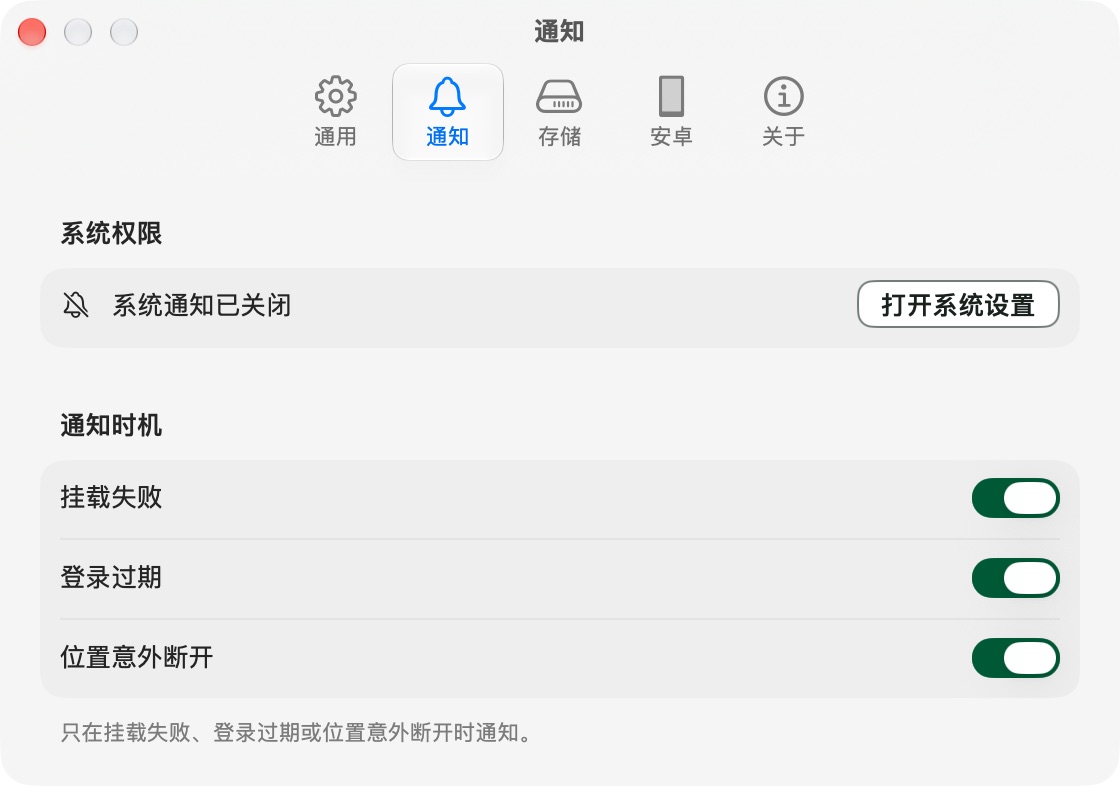 通知
通用
通知
存储
安卓
关于
系统权限
系统通知已关闭
打开系统设置
通知时机
挂载失败
登录过期
位置意外断开
只在挂载失败、登录过期或位置意外断开时通知。